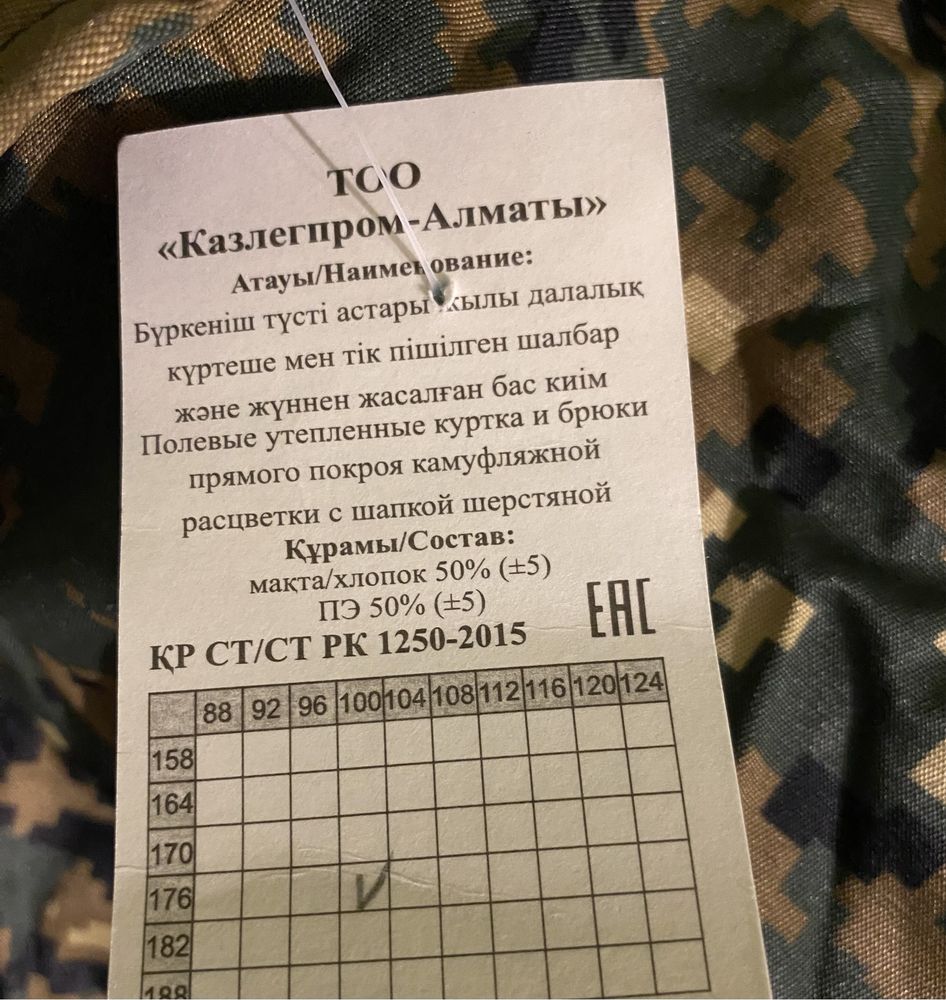 ТОО
«Казлегпром-Алматы»
Атауы/Наименование:
Бүркеніш түсті астары жылы далалық
күртеше мен тік пішілген шалбар
және жүннен жасалған бас киім
Полевые утепленные куртка и брюки
прямого покроя камуфляжной
расцветки с шапкой шерстяной
Құрамы/Состав:
мақта/хлопок 50% (±5)
ПЭ 50% (±5)
EAC
ҚР СТ/СТ РК 1250-2015
88 92 96 100 104 108 112 116 120 124
158
164
170
176 V
182
188